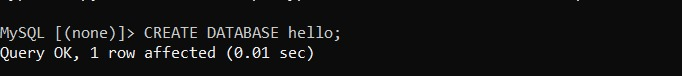 MySQL [(none)]> CREATE DATABASE hello;
Query OK, 1 row affected (0.01 sec)